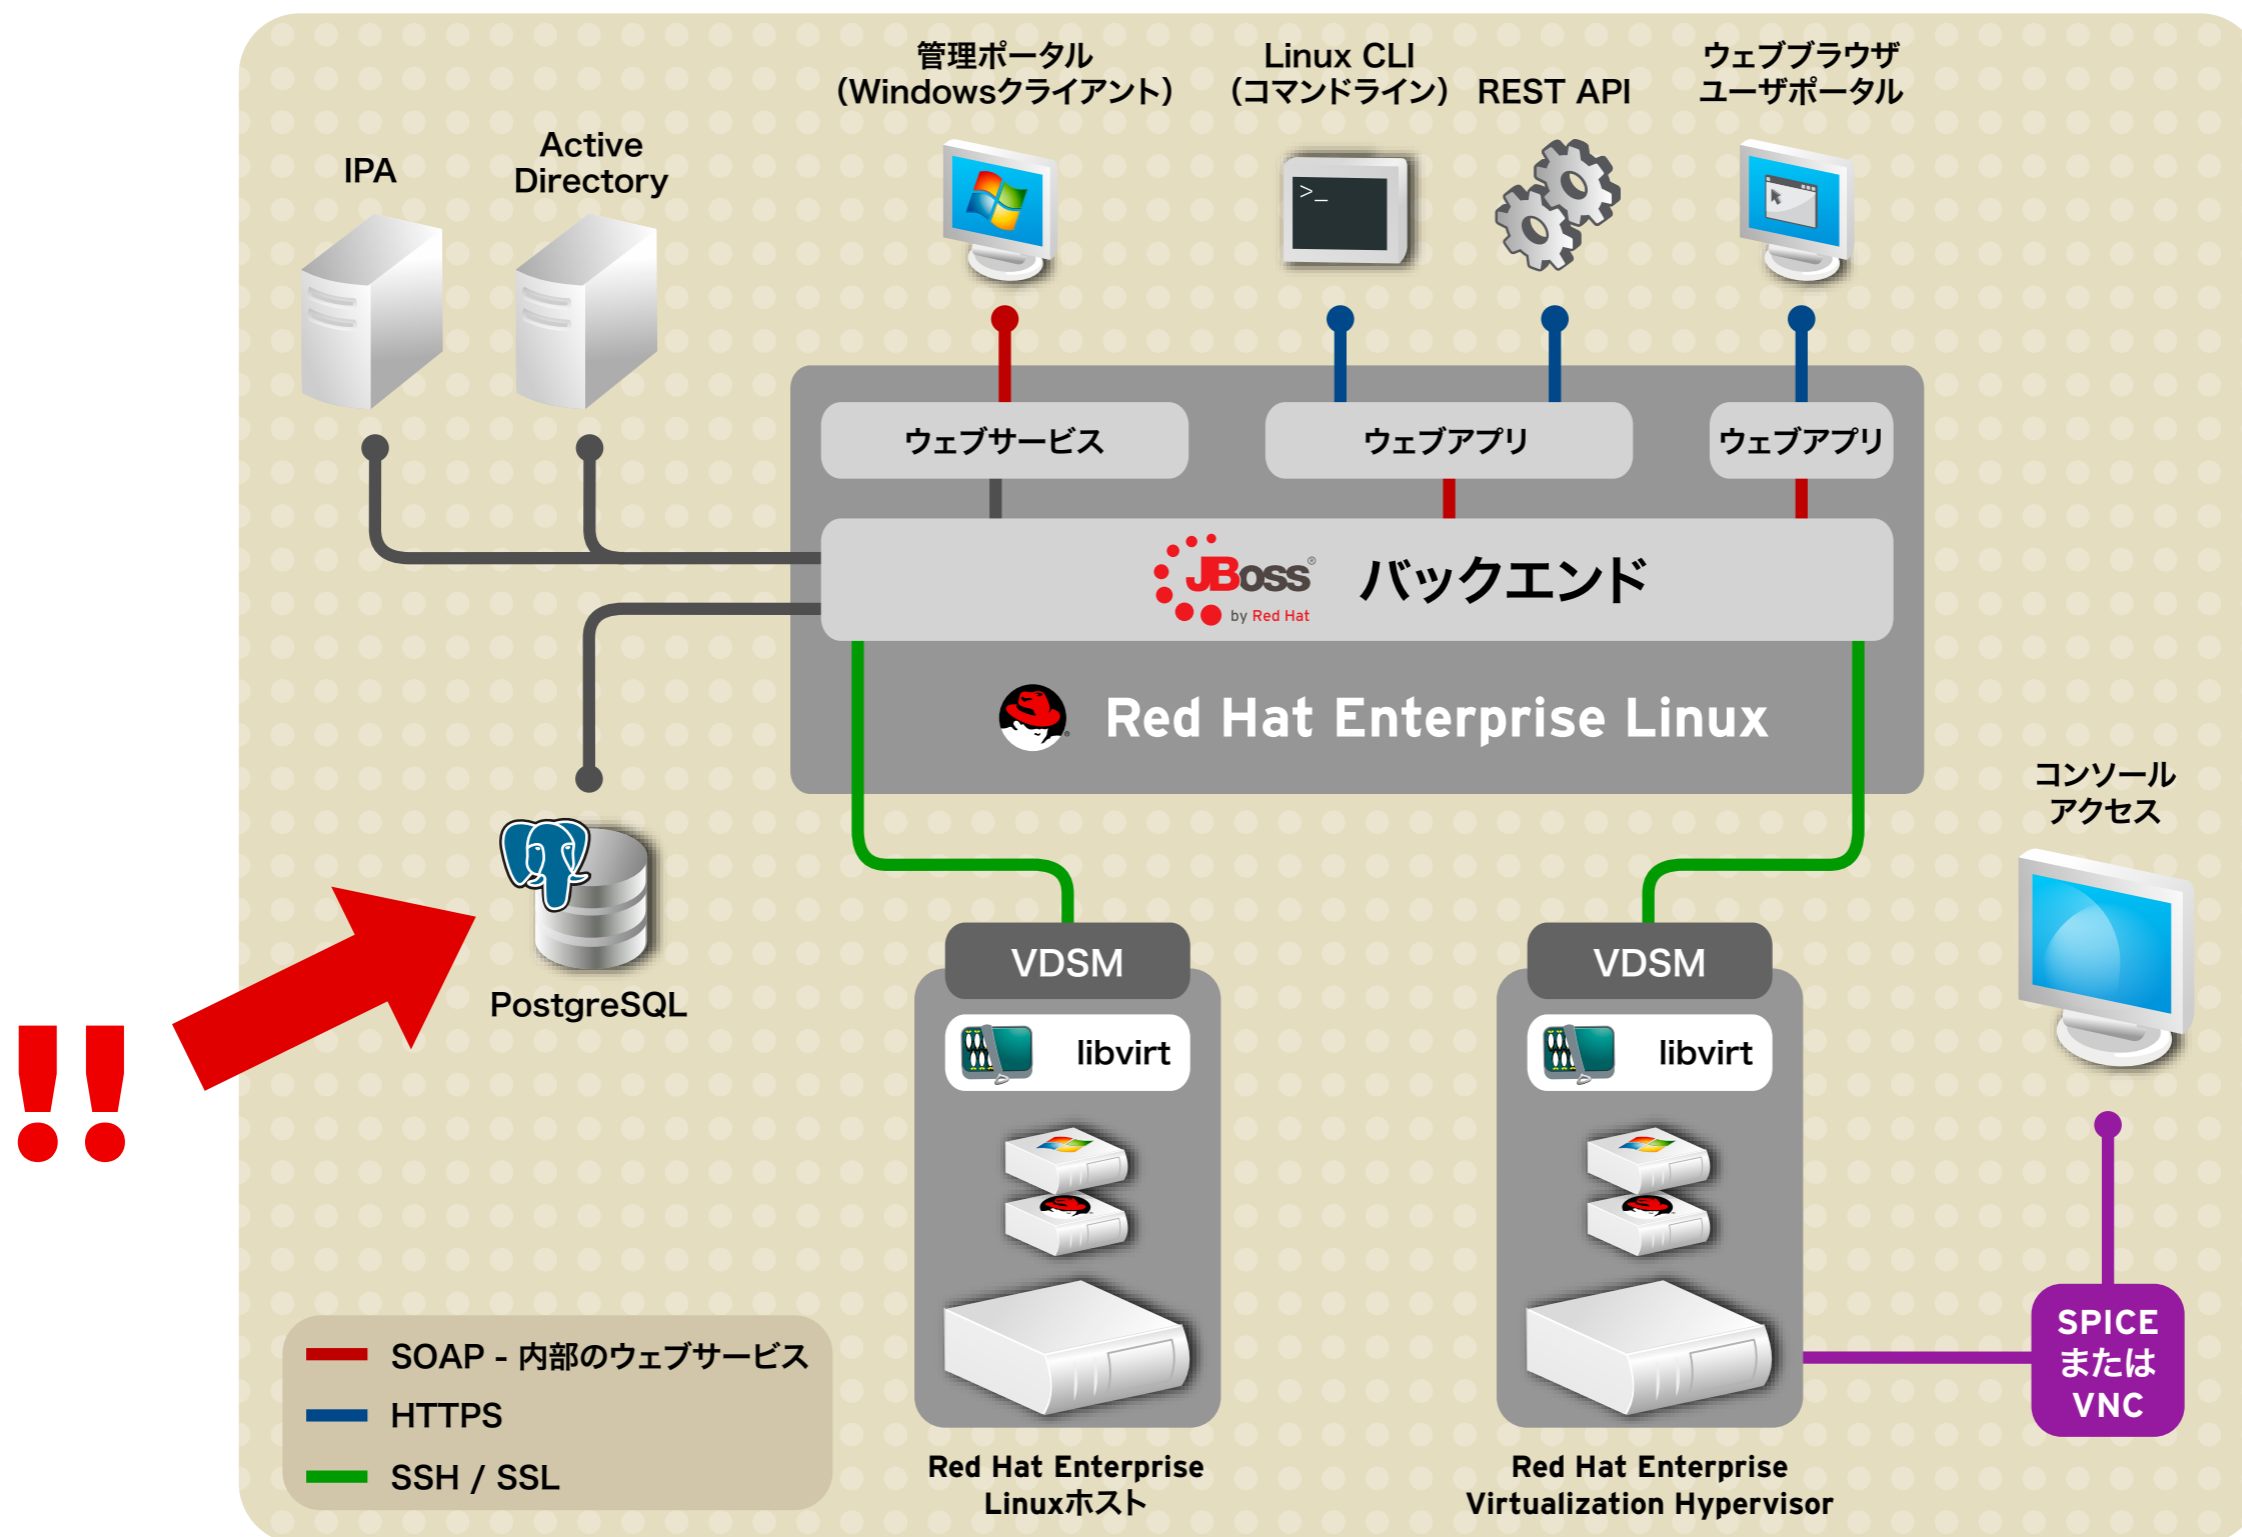 管理ポータル
（Windowsクライアント）
Linux CLI
（コマンドライン）
REST API
ウェブブラウザ
ユーザポータル
IPA
Active
Directory
>_
ウェブサービス
ウェブアプリ
ウェブアプリ
JBoss® バックエンド
by Red Hat
Red Hat Enterprise Linux
コンソール
アクセス
PostgreSQL
!!
VDSM
libvirt
VDSM
libvirt
SPICE
または
VNC
SOAP - 内部のウェブサービス
HTTPS
SSH / SSL
Red Hat Enterprise
Linuxホスト
Red Hat Enterprise
Virtualization Hypervisor